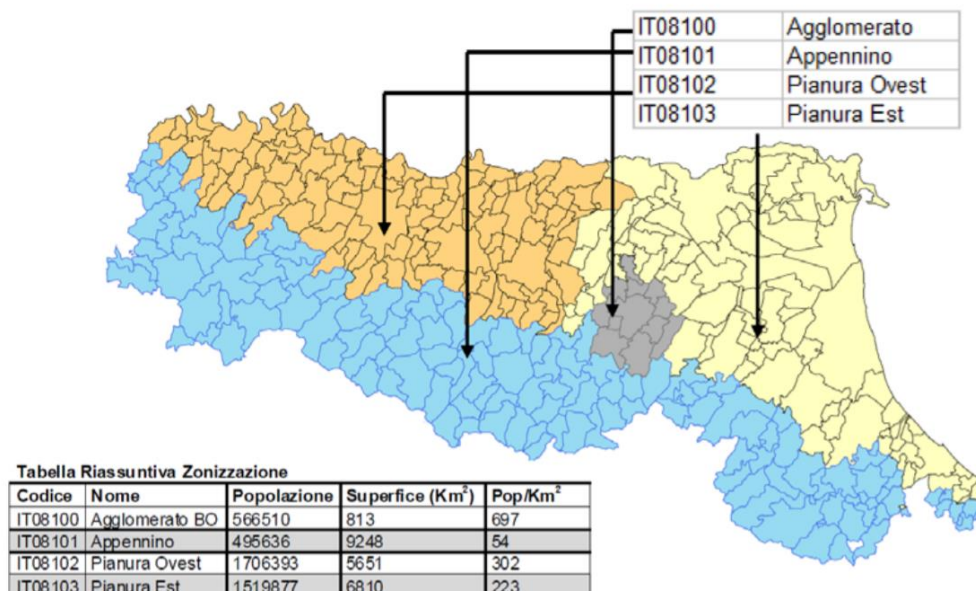 IT08100 Agglomerato
IT08101 Appennino
IT08102 Pianura Ovest
IT08103 Pianura Est
Tabella Riassuntiva Zonizzazione
Codice Nome Popolazione Superfice (Km²) Pop/Km²
IT08100 Agglomerato BO 566510 813 697
IT08101 Appennino 495636 9248 54
IT08102 Pianura Ovest 1706393 5651 302
IT08103 Pianura Est 1519877 6810 223